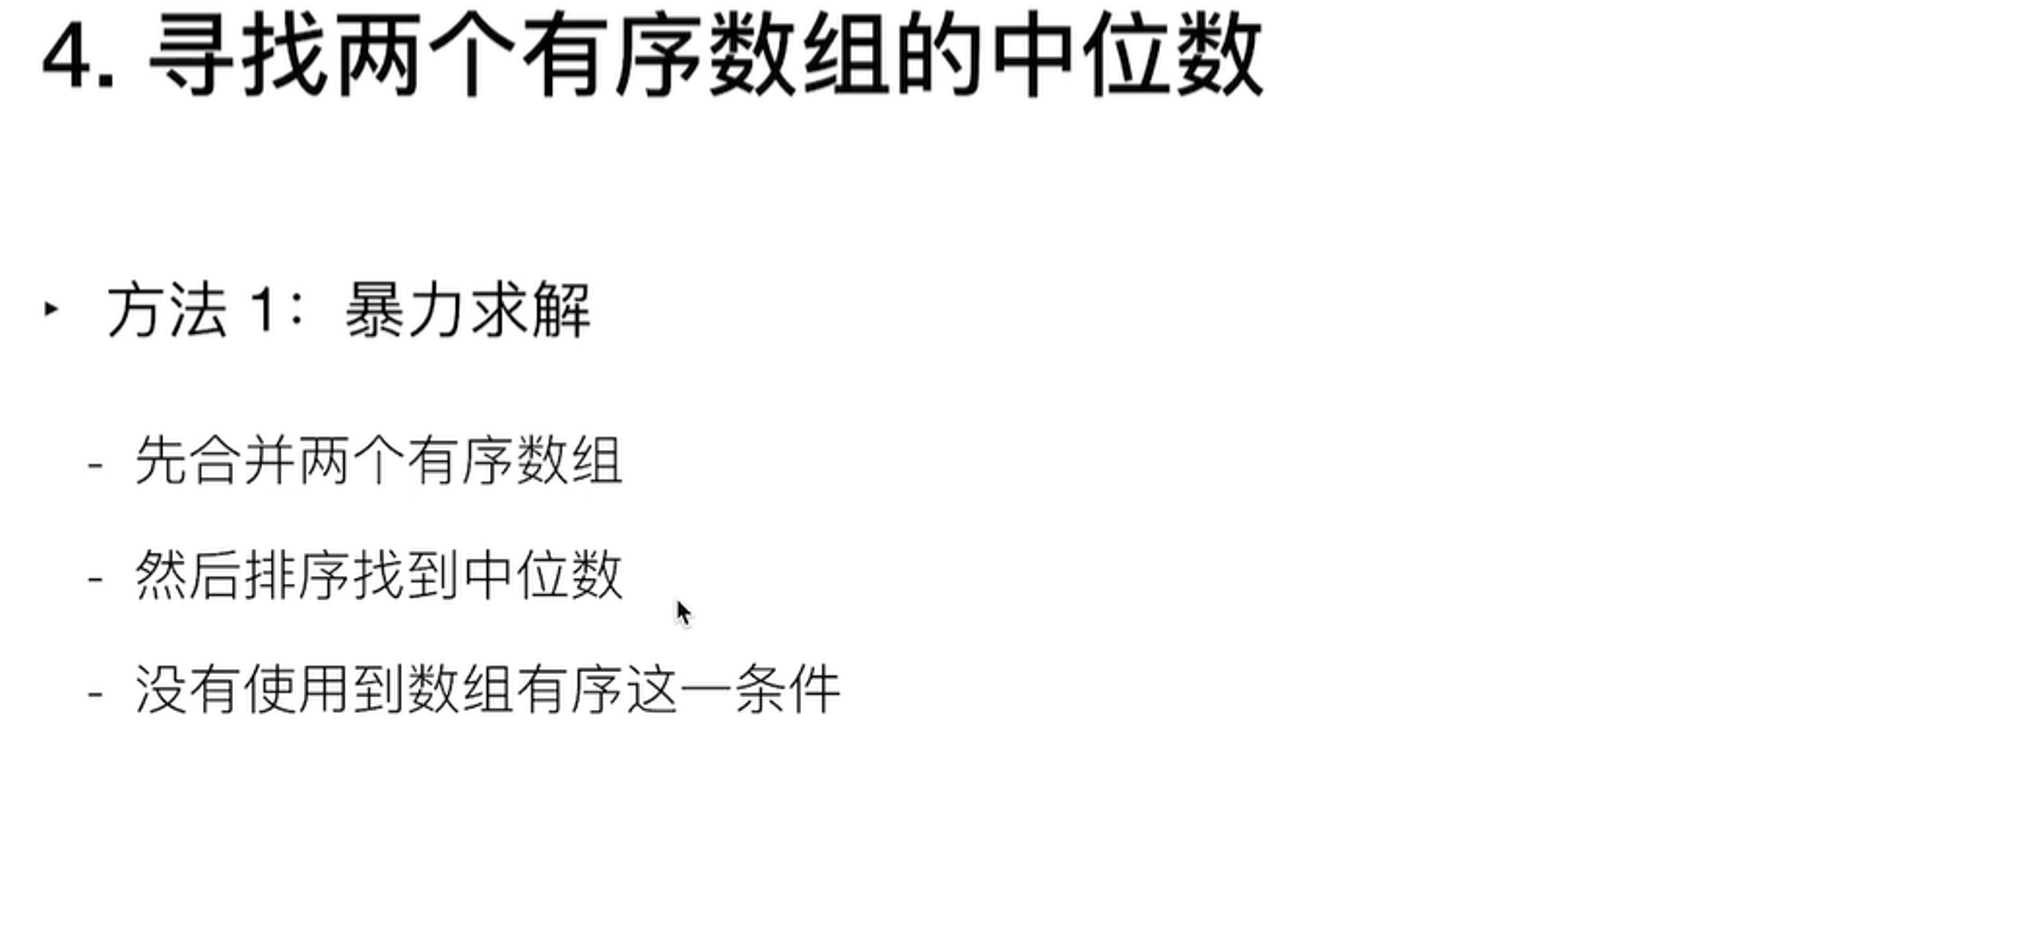 4. 寻找两个有序数组的中位数
‣ 方法 1：暴力求解
- 先合并两个有序数组
- 然后排序找到中位数
- 没有使用到数组有序这一条件